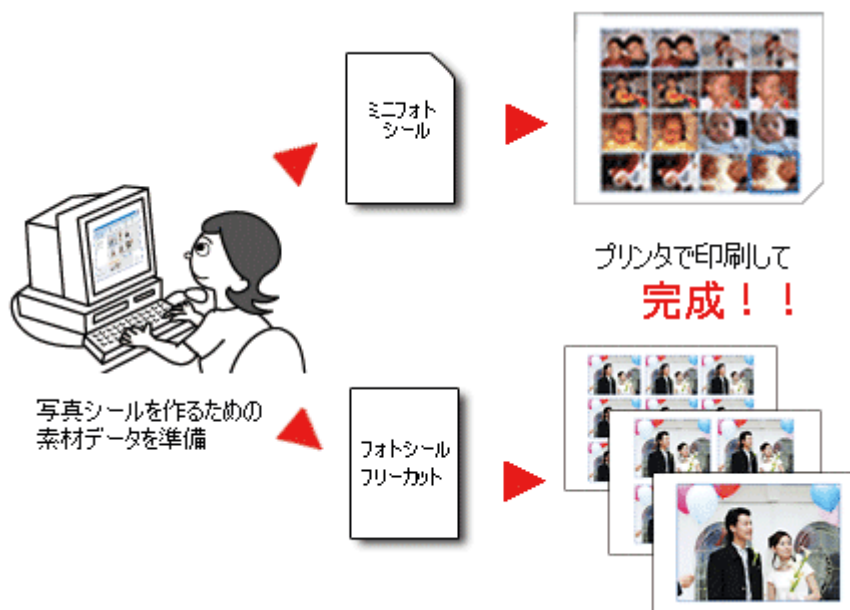 ミニフォト
シール
プリンタで印刷して
完成！！
写真シールを作るための
素材データを準備
フォトシール
フリーカット